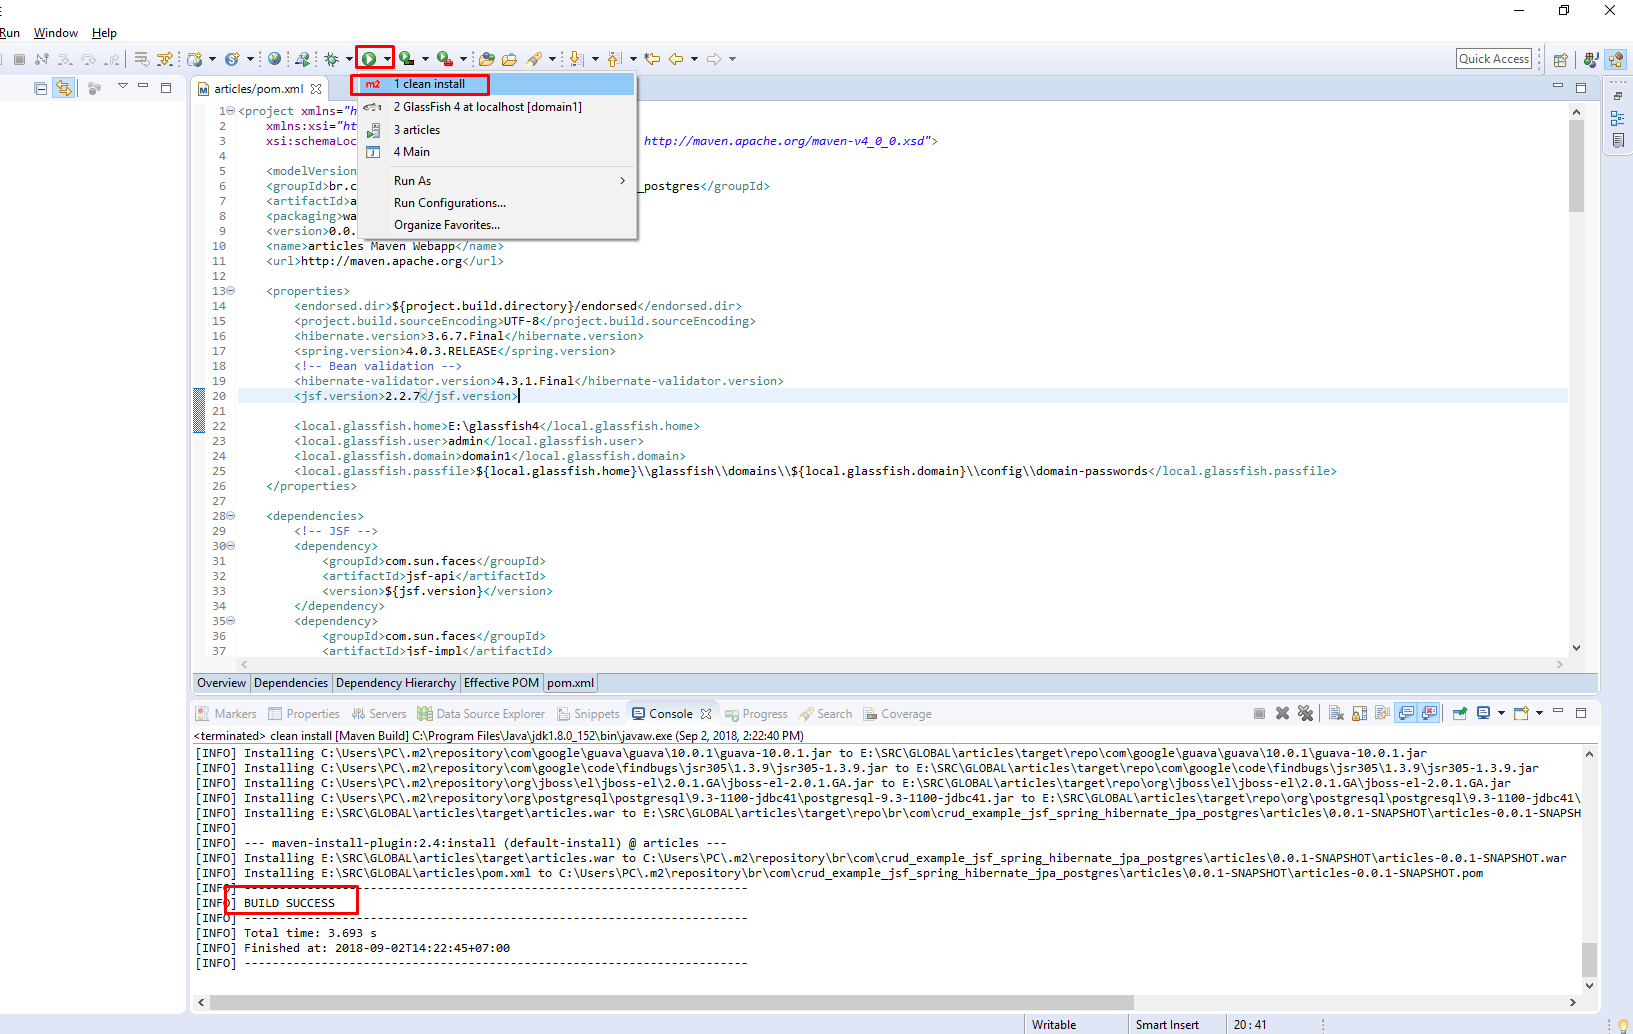 E
Run Window Help
Quick Access
articles/pom.xml
m2 1 clean install
2 GlassFish 4 at localhost [domain1]
3 articles
4 Main
Run As
Run Configurations...
Organize Favorites...
1 <project xmlns="h
2 xmlns:xsi="ht
3 xsi:schemaLoc http://maven.apache.org/maven-v4_0_0.xsd">
4
5 <modelVersion
6 <groupId>br.c _postgres</groupId>
7 <artifactId>a
8 <packaging>wa
9 <version>0.0.
10 <name>articles Maven Webapp</name>
11 <url>http://maven.apache.org</url>
12
13 <properties>
14 <endorsed.dir>${project.build.directory}/endorsed</endorsed.dir>
15 <project.build.sourceEncoding>UTF-8</project.build.sourceEncoding>
16 <hibernate.version>3.6.7.Final</hibernate.version>
17 <spring.version>4.0.3.RELEASE</spring.version>
18 <!-- Bean validation -->
19 <hibernate-validator.version>4.3.1.Final</hibernate-validator.version>
20 <jsf.version>2.2.7</jsf.version>
21
22 <local.glassfish.home>E:\glassfish4</local.glassfish.home>
23 <local.glassfish.user>admin</local.glassfish.user>
24 <local.glassfish.domain>domain1</local.glassfish.domain>
25 <local.glassfish.passfile>${local.glassfish.home}\\glassfish\\domains\\${local.glassfish.domain}\\config\\domain-passwords</local.glassfish.passfile>
26 </properties>
27
28 <dependencies>
29 <!-- JSF -->
30 <dependency>
31 <groupId>com.sun.faces</groupId>
32 <artifactId>jsf-api</artifactId>
33 <version>${jsf.version}</version>
34 </dependency>
35 <dependency>
36 <groupId>com.sun.faces</groupId>
37 <artifactId>jsf-impl</artifactId>
Overview Dependencies Dependency Hierarchy Effective POM pom.xml
Markers Properties Servers Data Source Explorer Snippets Console Progress Search Coverage
<terminated> clean install [Maven Build] C:\Program Files\Java\jdk1.8.0_152\bin\javaw.exe (Sep 2, 2018, 2:22:40 PM)
[INFO] Installing C:\Users\PC\.m2\repository\com\google\guava\guava\10.0.1\guava-10.0.1.jar to E:\SRC\GLOBAL\articles\target\repo\com\google\guava\guava\10.0.1\guava-10.0.1.jar
[INFO] Installing C:\Users\PC\.m2\repository\com\google\code\findbugs\jsr305\1.3.9\jsr305-1.3.9.jar to E:\SRC\GLOBAL\articles\target\repo\com\google\code\findbugs\jsr305\1.3.9\jsr305-1.3.9.jar
[INFO] Installing C:\Users\PC\.m2\repository\org\jboss\el\jboss-el\2.0.1.GA\jboss-el-2.0.1.GA.jar to E:\SRC\GLOBAL\articles\target\repo\org\jboss\el\jboss-el\2.0.1.GA\jboss-el-2.0.1.GA.jar
[INFO] Installing C:\Users\PC\.m2\repository\org\postgresql\postgresql\9.3-1100-jdbc41\postgresql-9.3-1100-jdbc41.jar to E:\SRC\GLOBAL\articles\target\repo\org\postgresql\postgresql\9.3-1100-jdbc41\
[INFO] Installing E:\SRC\GLOBAL\articles\target\articles.war to E:\SRC\GLOBAL\articles\target\repo\br\com\crud_example_jsf_spring_hibernate_jpa_postgres\articles\0.0.1-SNAPSHOT\articles-0.0.1-SNAPSH
[INFO]
[INFO] --- maven-install-plugin:2.4:install (default-install) @ articles ---
[INFO] Installing E:\SRC\GLOBAL\articles\target\articles.war to C:\Users\PC\.m2\repository\br\com\crud_example_jsf_spring_hibernate_jpa_postgres\articles\0.0.1-SNAPSHOT\articles-0.0.1-SNAPSHOT.war
[INFO] Installing E:\SRC\GLOBAL\articles\pom.xml to C:\Users\PC\.m2\repository\br\com\crud_example_jsf_spring_hibernate_jpa_postgres\articles\0.0.1-SNAPSHOT\articles-0.0.1-SNAPSHOT.pom
[INFO] ------------------------------------------------------------------------
[INFO] BUILD SUCCESS
[INFO] ------------------------------------------------------------------------
[INFO] Total time: 3.693 s
[INFO] Finished at: 2018-09-02T14:22:45+07:00
[INFO] ------------------------------------------------------------------------
Writable Smart Insert 20 : 41